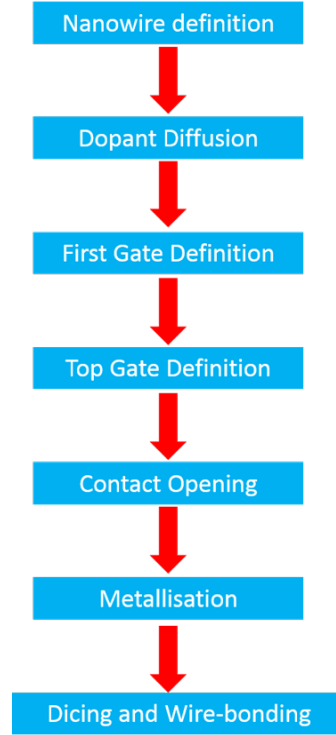 Nanowire definition
Dopant Diffusion
First Gate Definition
Top Gate Definition
Contact Opening
Metallisation
Dicing and Wire-bonding